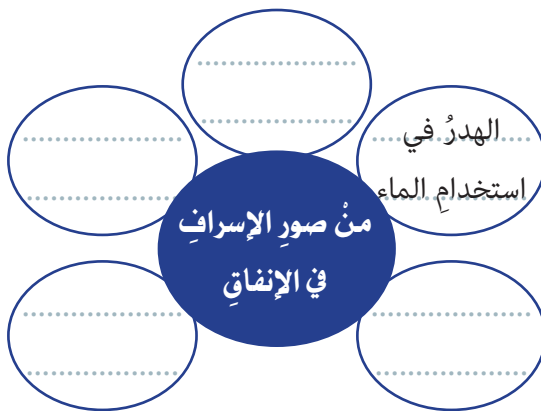 الهدرُ في
استخدامِ الماء
منْ صورِ الإسرافِ
في الإنفاقِ